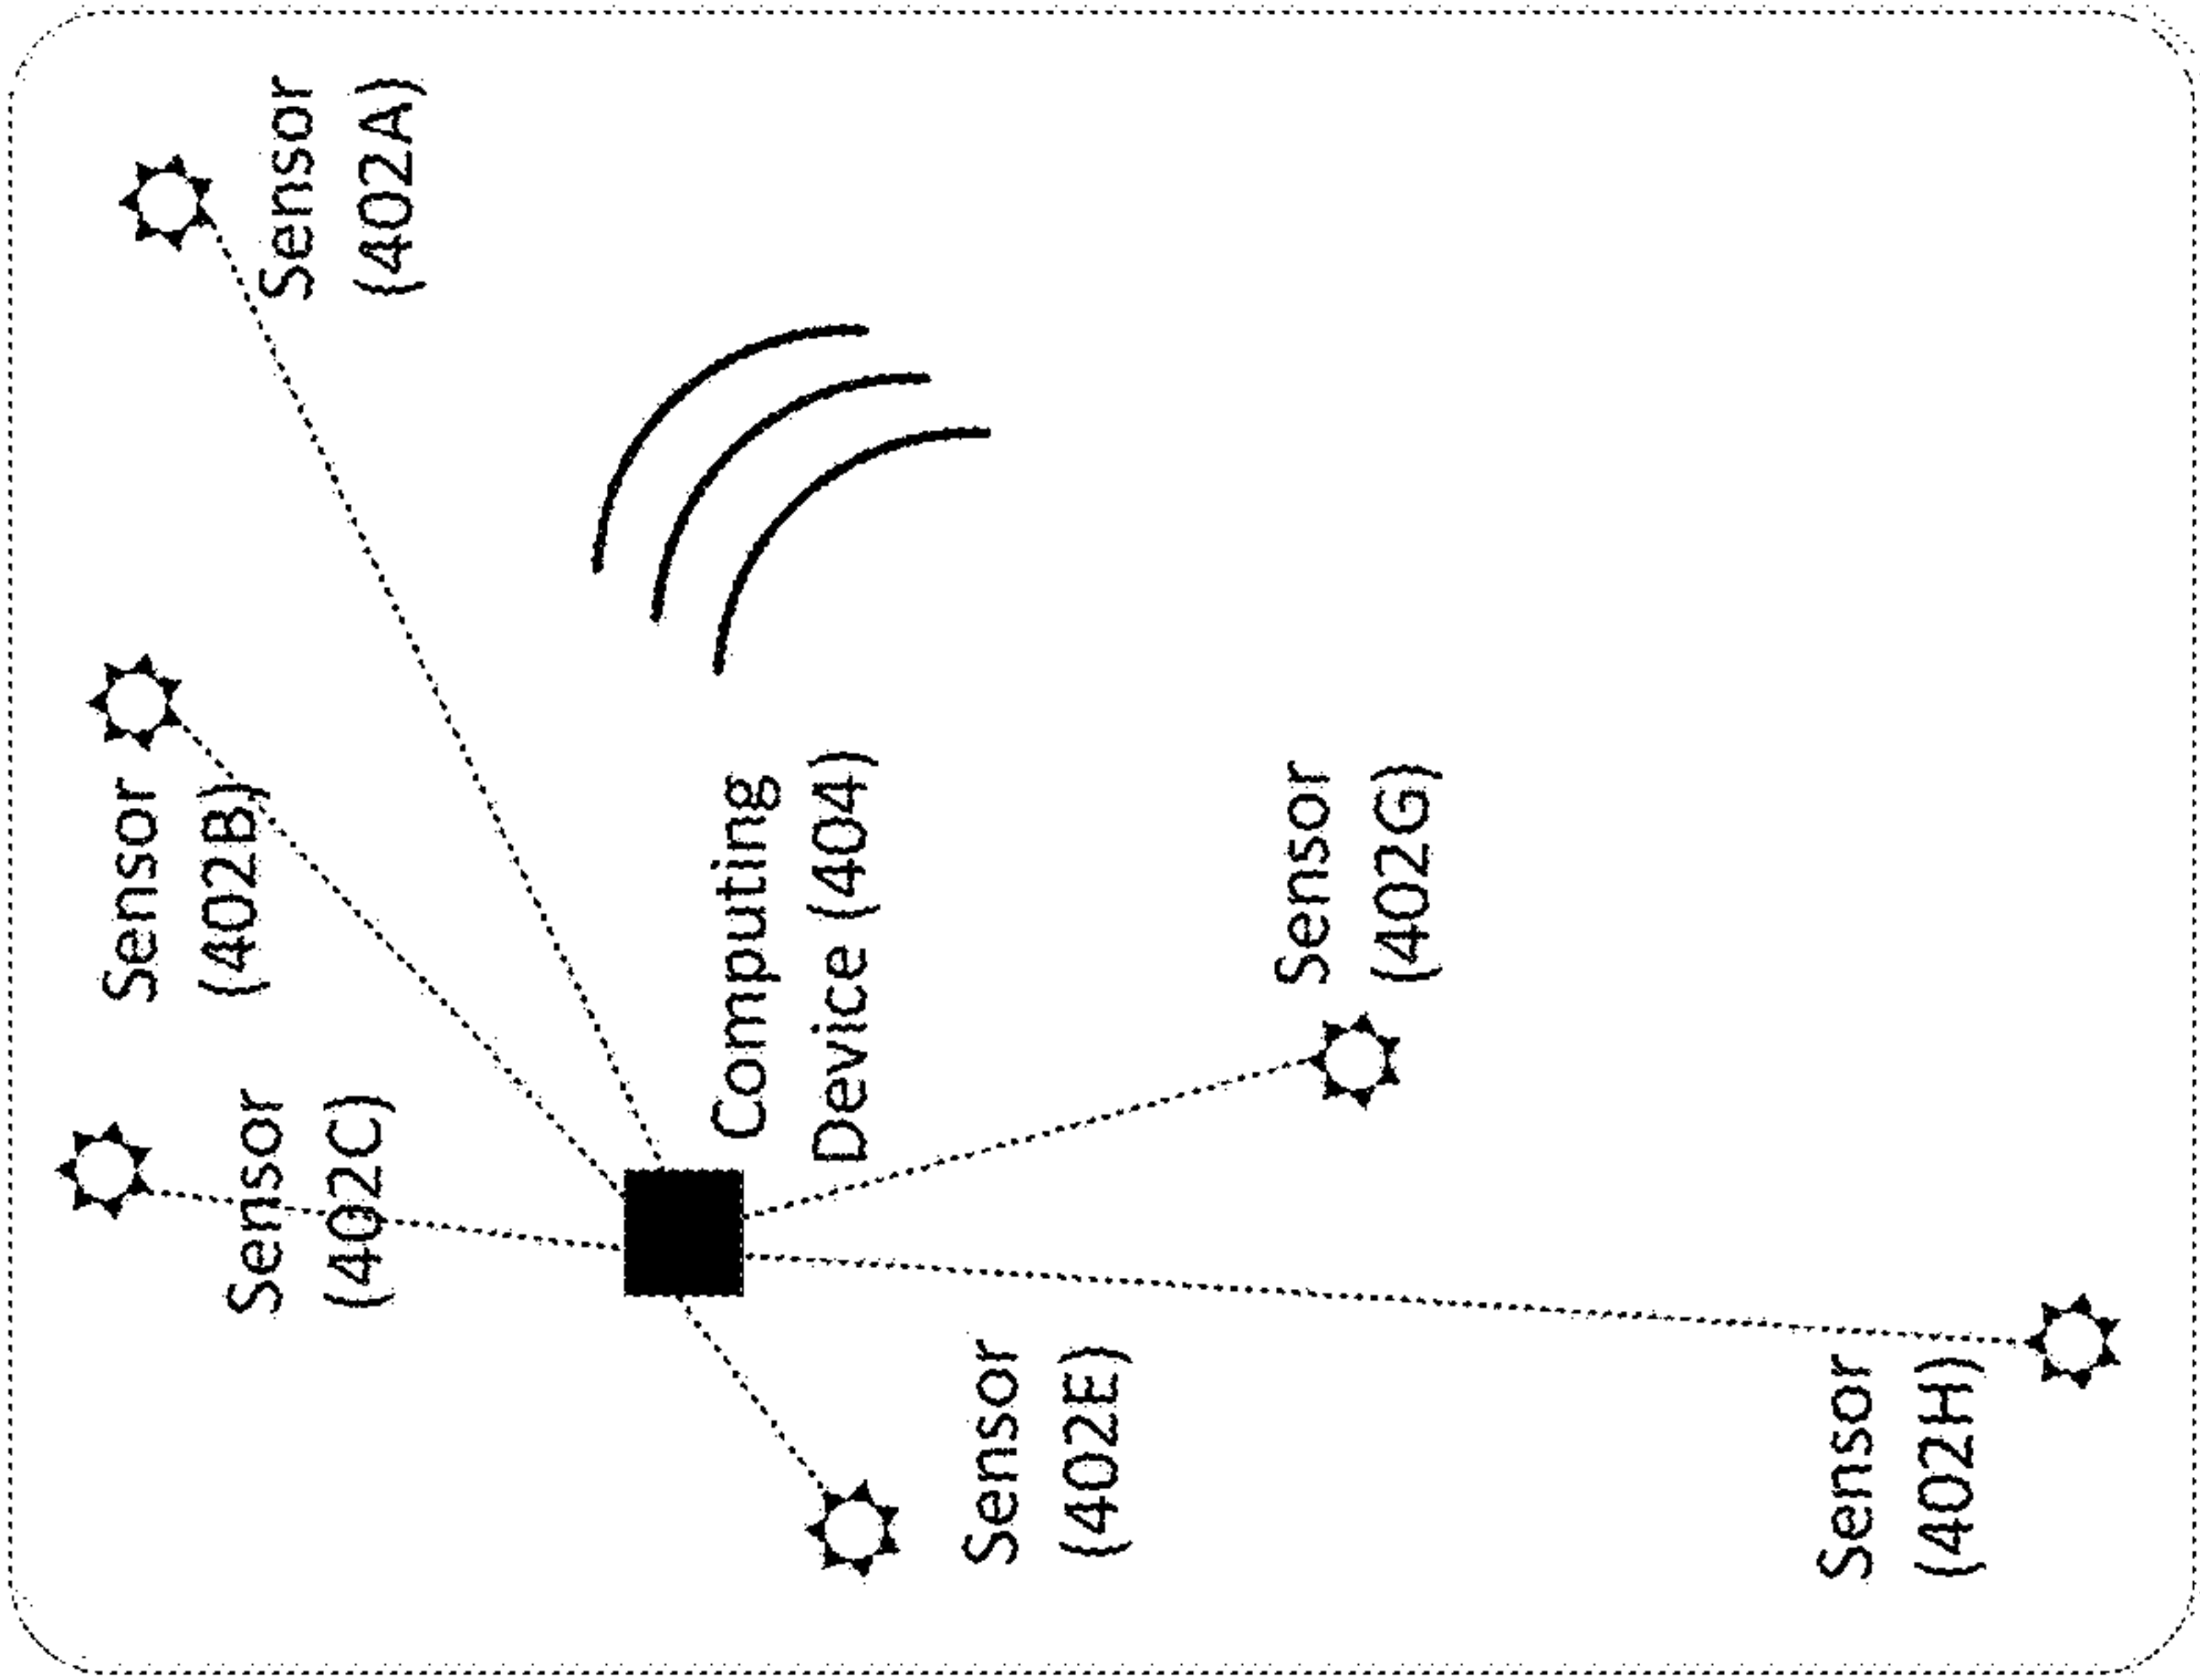 Sensor
(402C)
Sensor
(402B)
Sensor
(402A)
Computing
Device (404)
Sensor
(402E)
Sensor
(402G)
Sensor
(402H)